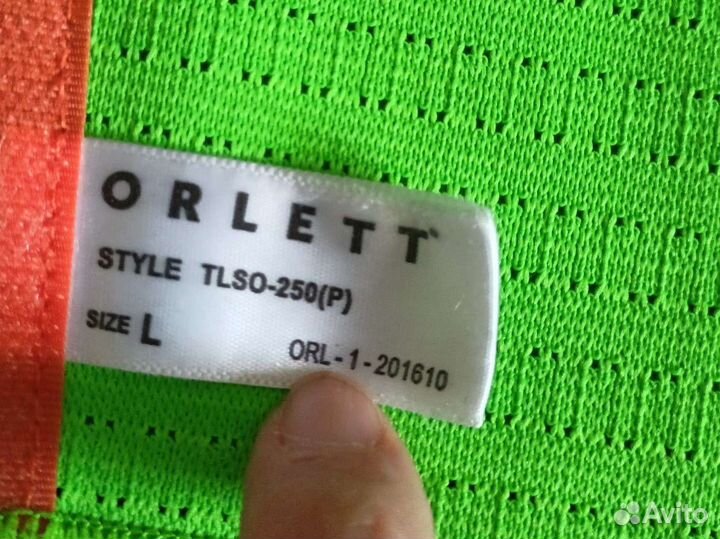 ORLETT
STYLE TLSO-250(P)
SIZE L
ORL-1-201610
Avito